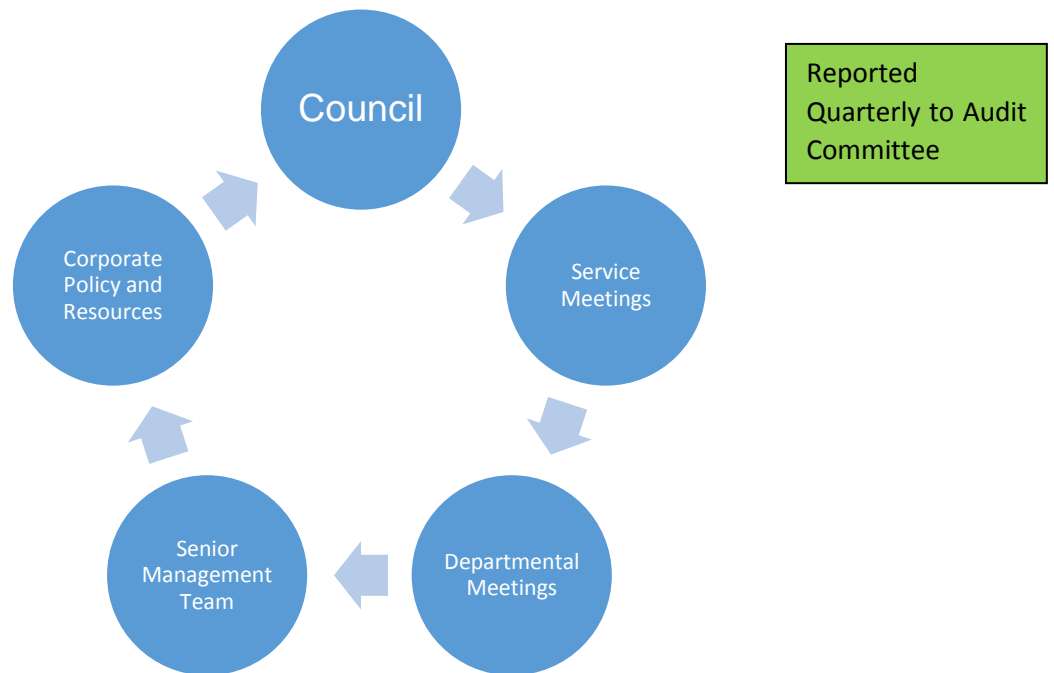 Council
Reported
Quarterly to Audit
Committee
Corporate
Policy and
Resources
Service
Meetings
Senior
Management
Team
Departmental
Meetings